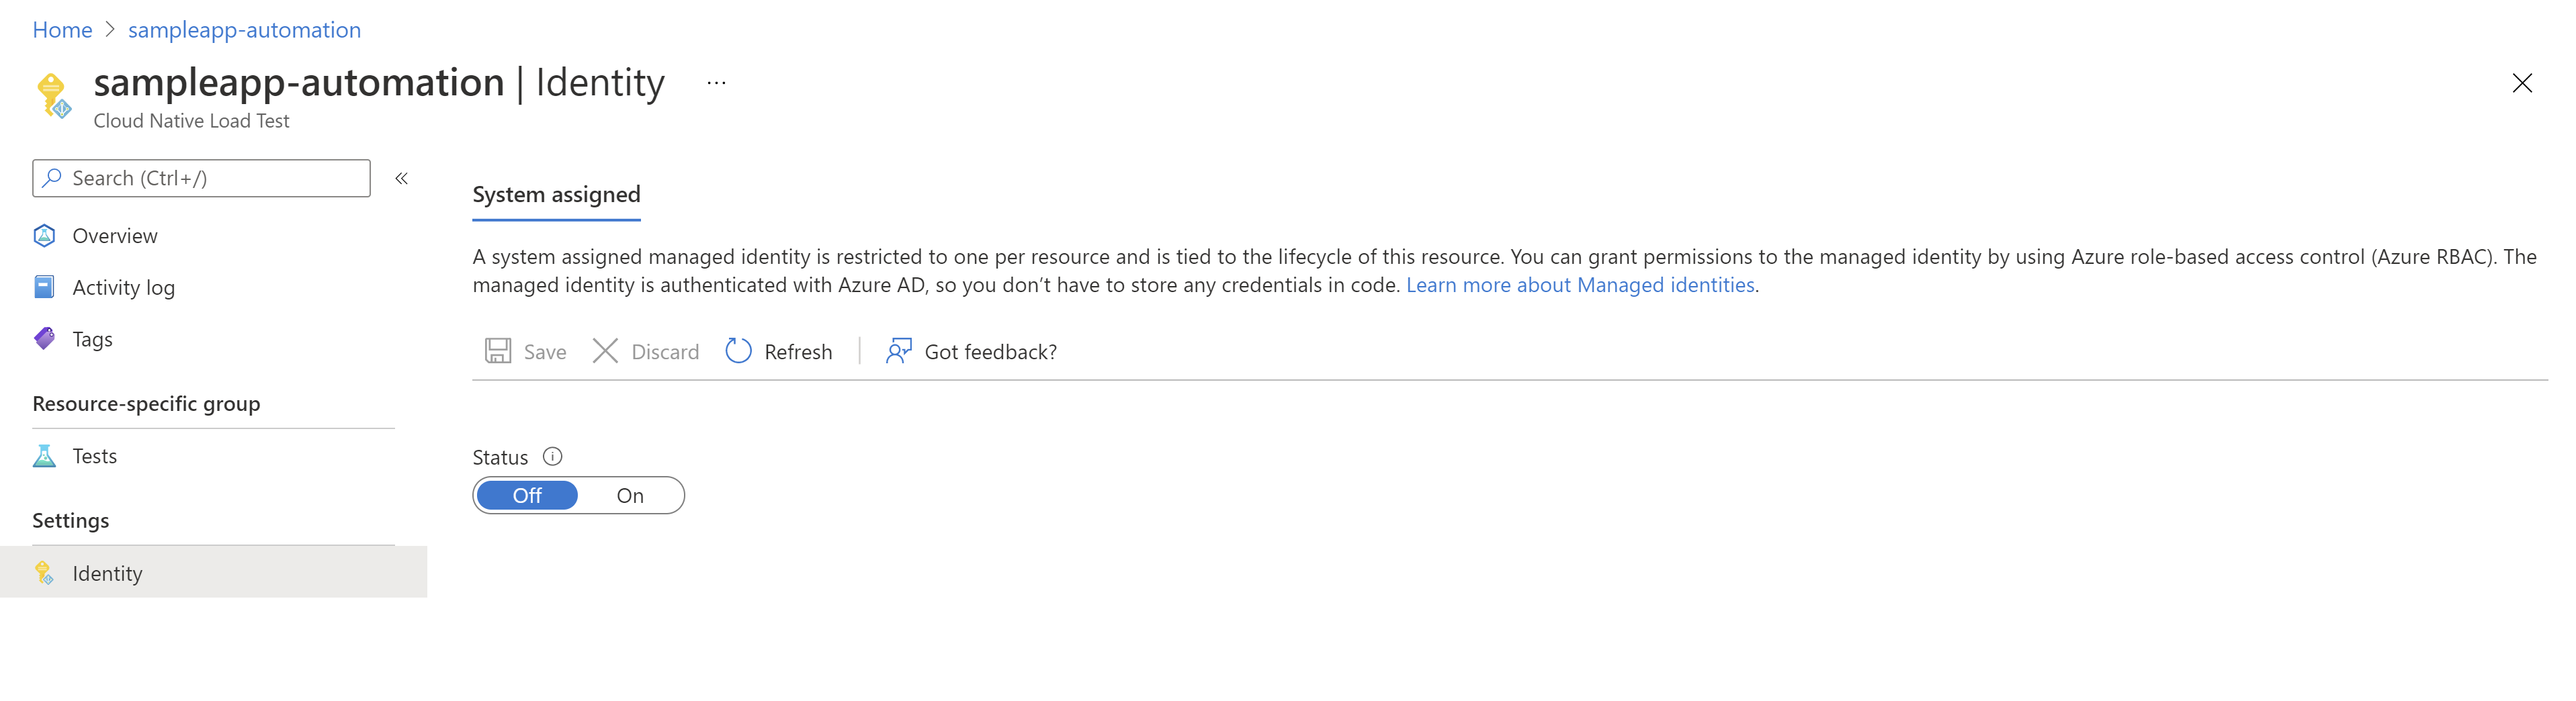 Home > sampleapp-automation
sampleapp-automation | Identity ...
Cloud Native Load Test
Search (Ctrl+/) «
Overview
Activity log
Tags
Resource-specific group
Tests
Settings
Identity
System assigned
A system assigned managed identity is restricted to one per resource and is tied to the lifecycle of this resource. You can grant permissions to the managed identity by using Azure role-based access control (Azure RBAC). The
managed identity is authenticated with Azure AD, so you don’t have to store any credentials in code. Learn more about Managed identities.
Save Discard Refresh | Got feedback?
Status
Off On